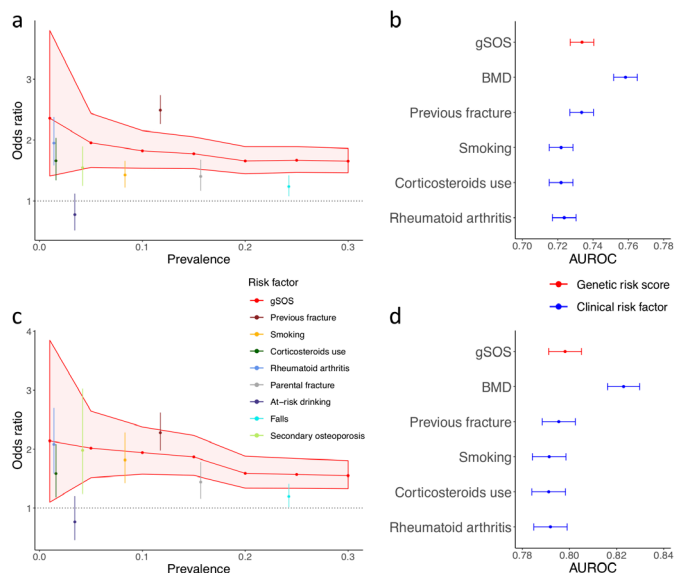 a
Odds ratio
3
2
1
0.0 0.1 0.2 0.3
Prevalence
b
gSOS
BMD
Previous fracture
Smoking
Corticosteroids use
Rheumatoid arthritis
0.70 0.72 0.74 0.76 0.78
AUROC
Genetic risk score
Clinical risk factor
c
Odds ratio
4
3
2
1
0.0 0.1 0.2 0.3
Prevalence
Risk factor
gSOS
Previous fracture
Smoking
Corticosteroids use
Rheumatoid arthritis
Parental fracture
At-risk drinking
Falls
Secondary osteoporosis
d
gSOS
BMD
Previous fracture
Smoking
Corticosteroids use
Rheumatoid arthritis
0.78 0.80 0.82 0.84
AUROC